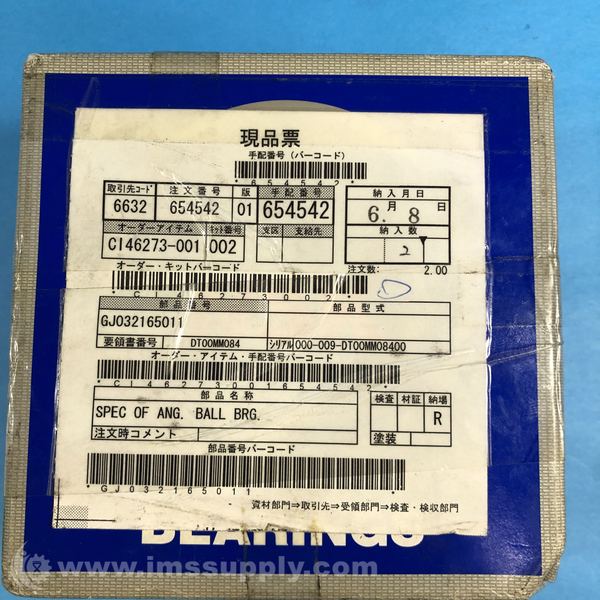 現品票
手配番号(バーコード)
*654542*
取引先コード 注文番号 版 手配番号
6632 654542 01 654542
納入月日
6月 8日
オーダーアイテム キット番号 支区 支給先
CI46273-001 002
納入数
2
オーダー・キットバーコード
注文数: 2.00
*CI46273002*
部品番号 部品型式
GJ032165011
要領書番号 DT00MM084 シリアル 000-009-DT00MM08400
オーダー・アイテム・手配番号バーコード
*CI46273001654542*
部品名称
SPEC OF ANG. BALL BRG.
検査 材証 納場
R
注文時コメント
塗装
部品番号バーコード
*GJ032165011*
資材部門⇒取引先⇒受領部門⇒検査・検収部門
BEARINGS
www.imssupply.com